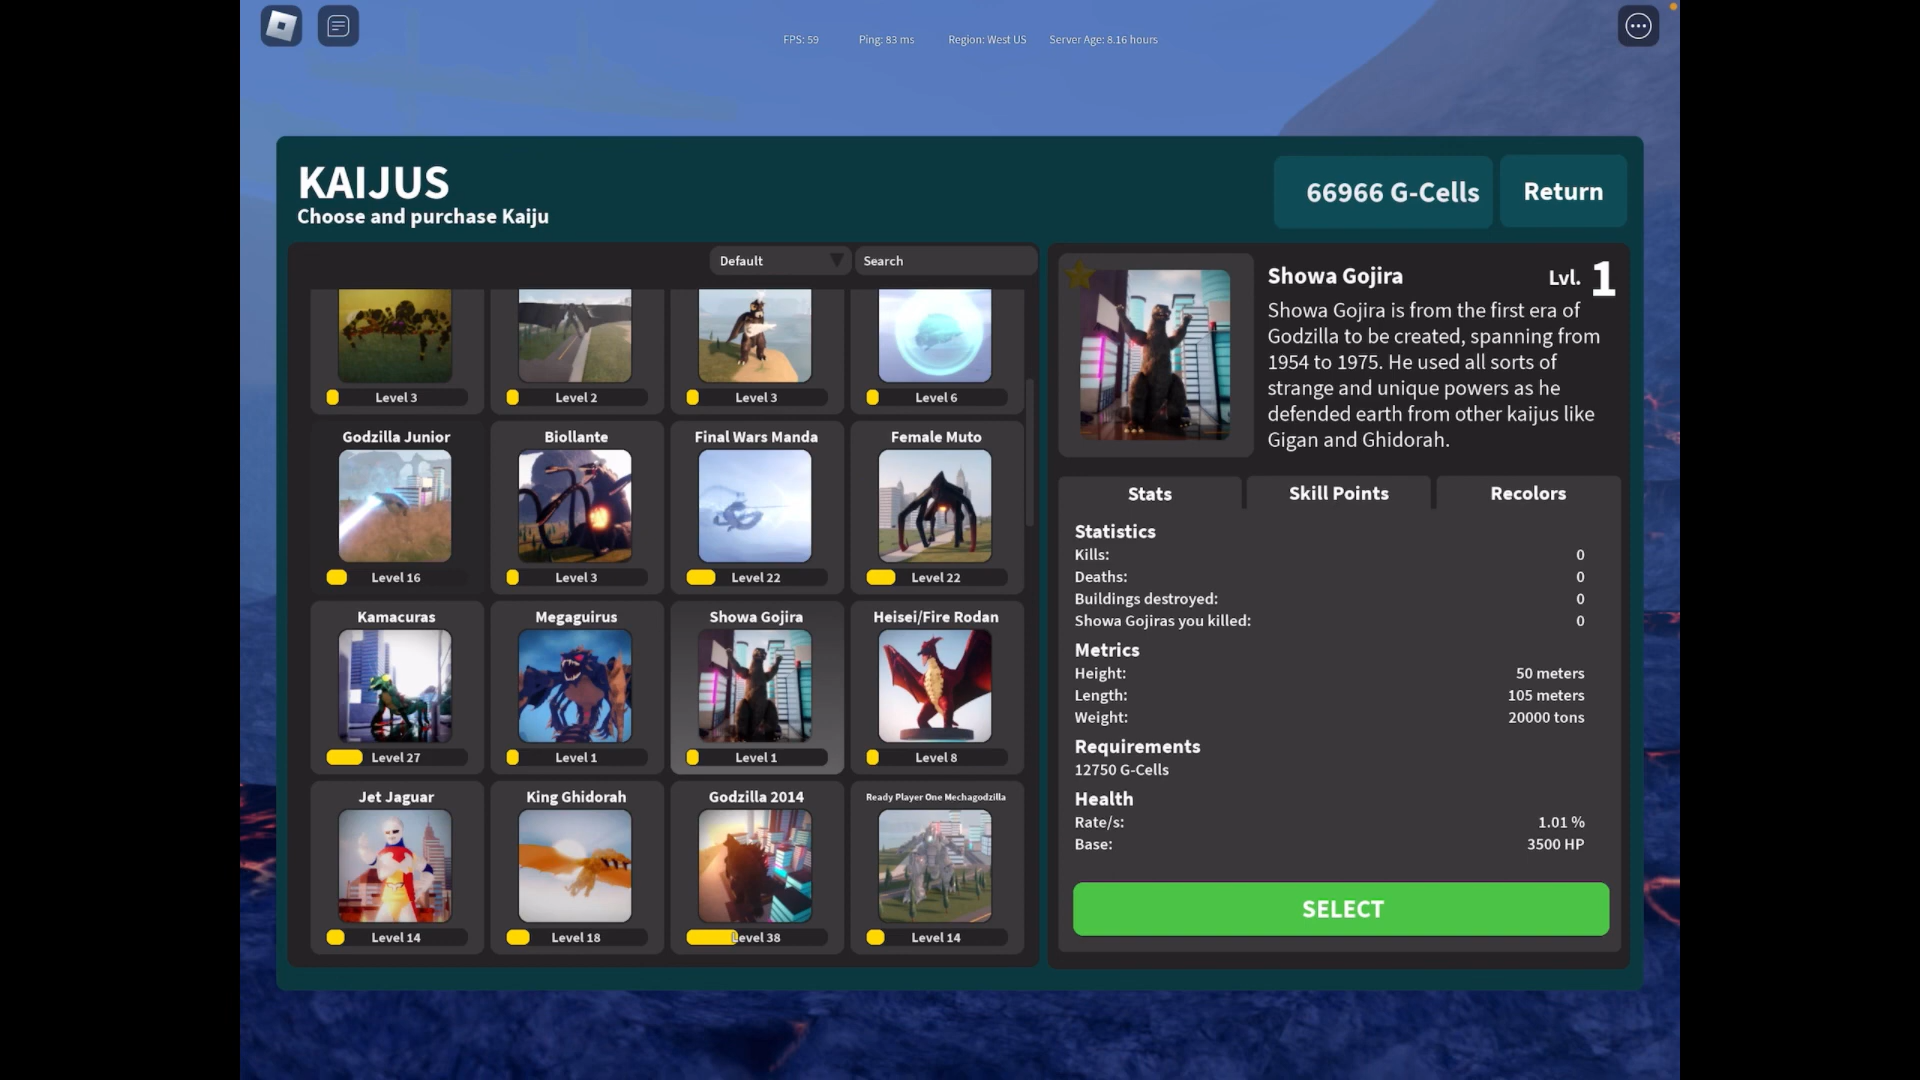 FPS: 59 Ping: 83 ms Region: West US Server Age: 8.16 hours
KAIJUS
Choose and purchase Kaiju
66966 G-Cells
Return
Default
Search
Level 3
Level 2
Level 3
Level 6
Godzilla Junior
Biollante
Final Wars Manda
Female Muto
Level 16
Level 3
Level 22
Level 22
Kamacuras
Megaguirus
Showa Gojira
Heisei/Fire Rodan
Level 27
Level 1
Level 1
Level 8
Jet Jaguar
King Ghidorah
Godzilla 2014
Ready Player One Mechagodzilla
Level 14
Level 18
Level 38
Level 14
Showa Gojira
Lvl. 1
Showa Gojira is from the first era of
Godzilla to be created, spanning from
1954 to 1975. He used all sorts of
strange and unique powers as he
defended earth from other kaijus like
Gigan and Ghidorah.
Stats
Skill Points
Recolors
Statistics
Kills: 0
Deaths: 0
Buildings destroyed: 0
Showa Gojiras you killed: 0
Metrics
Height: 50 meters
Length: 105 meters
Weight: 20000 tons
Requirements
12750 G-Cells
Health
Rate/s: 1.01 %
Base: 3500 HP
SELECT